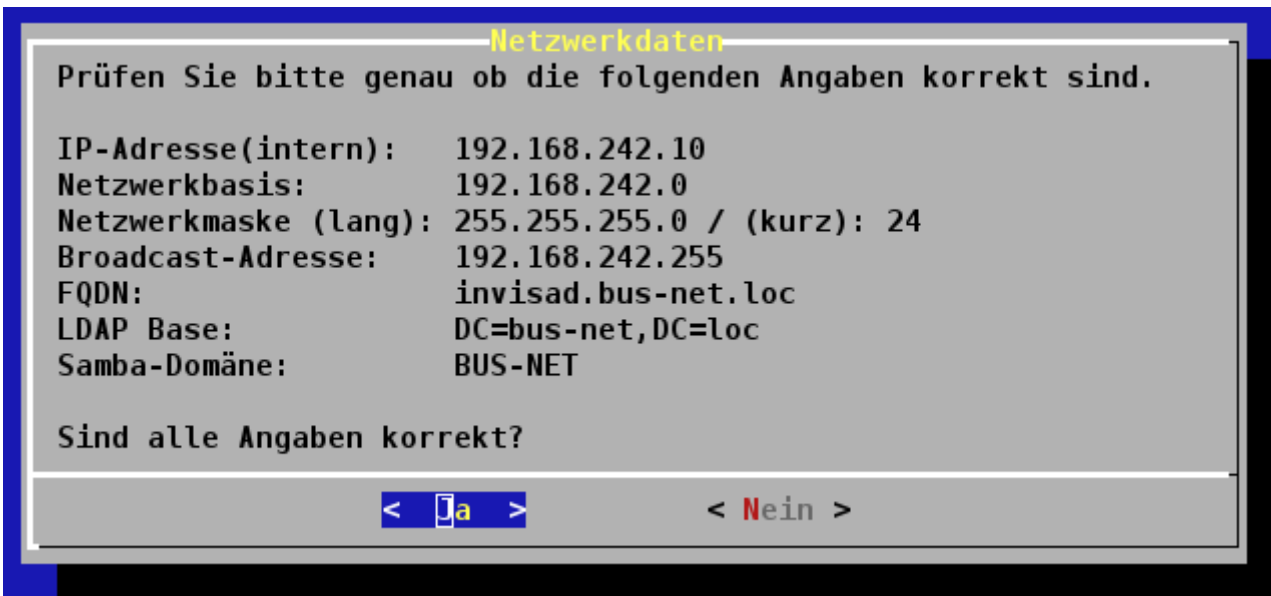 Netzwerkdaten
Prüfen Sie bitte genau ob die folgenden Angaben korrekt sind.
IP-Adresse(intern): 192.168.242.10
Netzwerkbasis: 192.168.242.0
Netzwerkmaske (lang): 255.255.255.0 / (kurz): 24
Broadcast-Adresse: 192.168.242.255
FQDN: invisad.bus-net.loc
LDAP Base: DC=bus-net,DC=loc
Samba-Domäne: BUS-NET
Sind alle Angaben korrekt?
< Ja > < Nein >